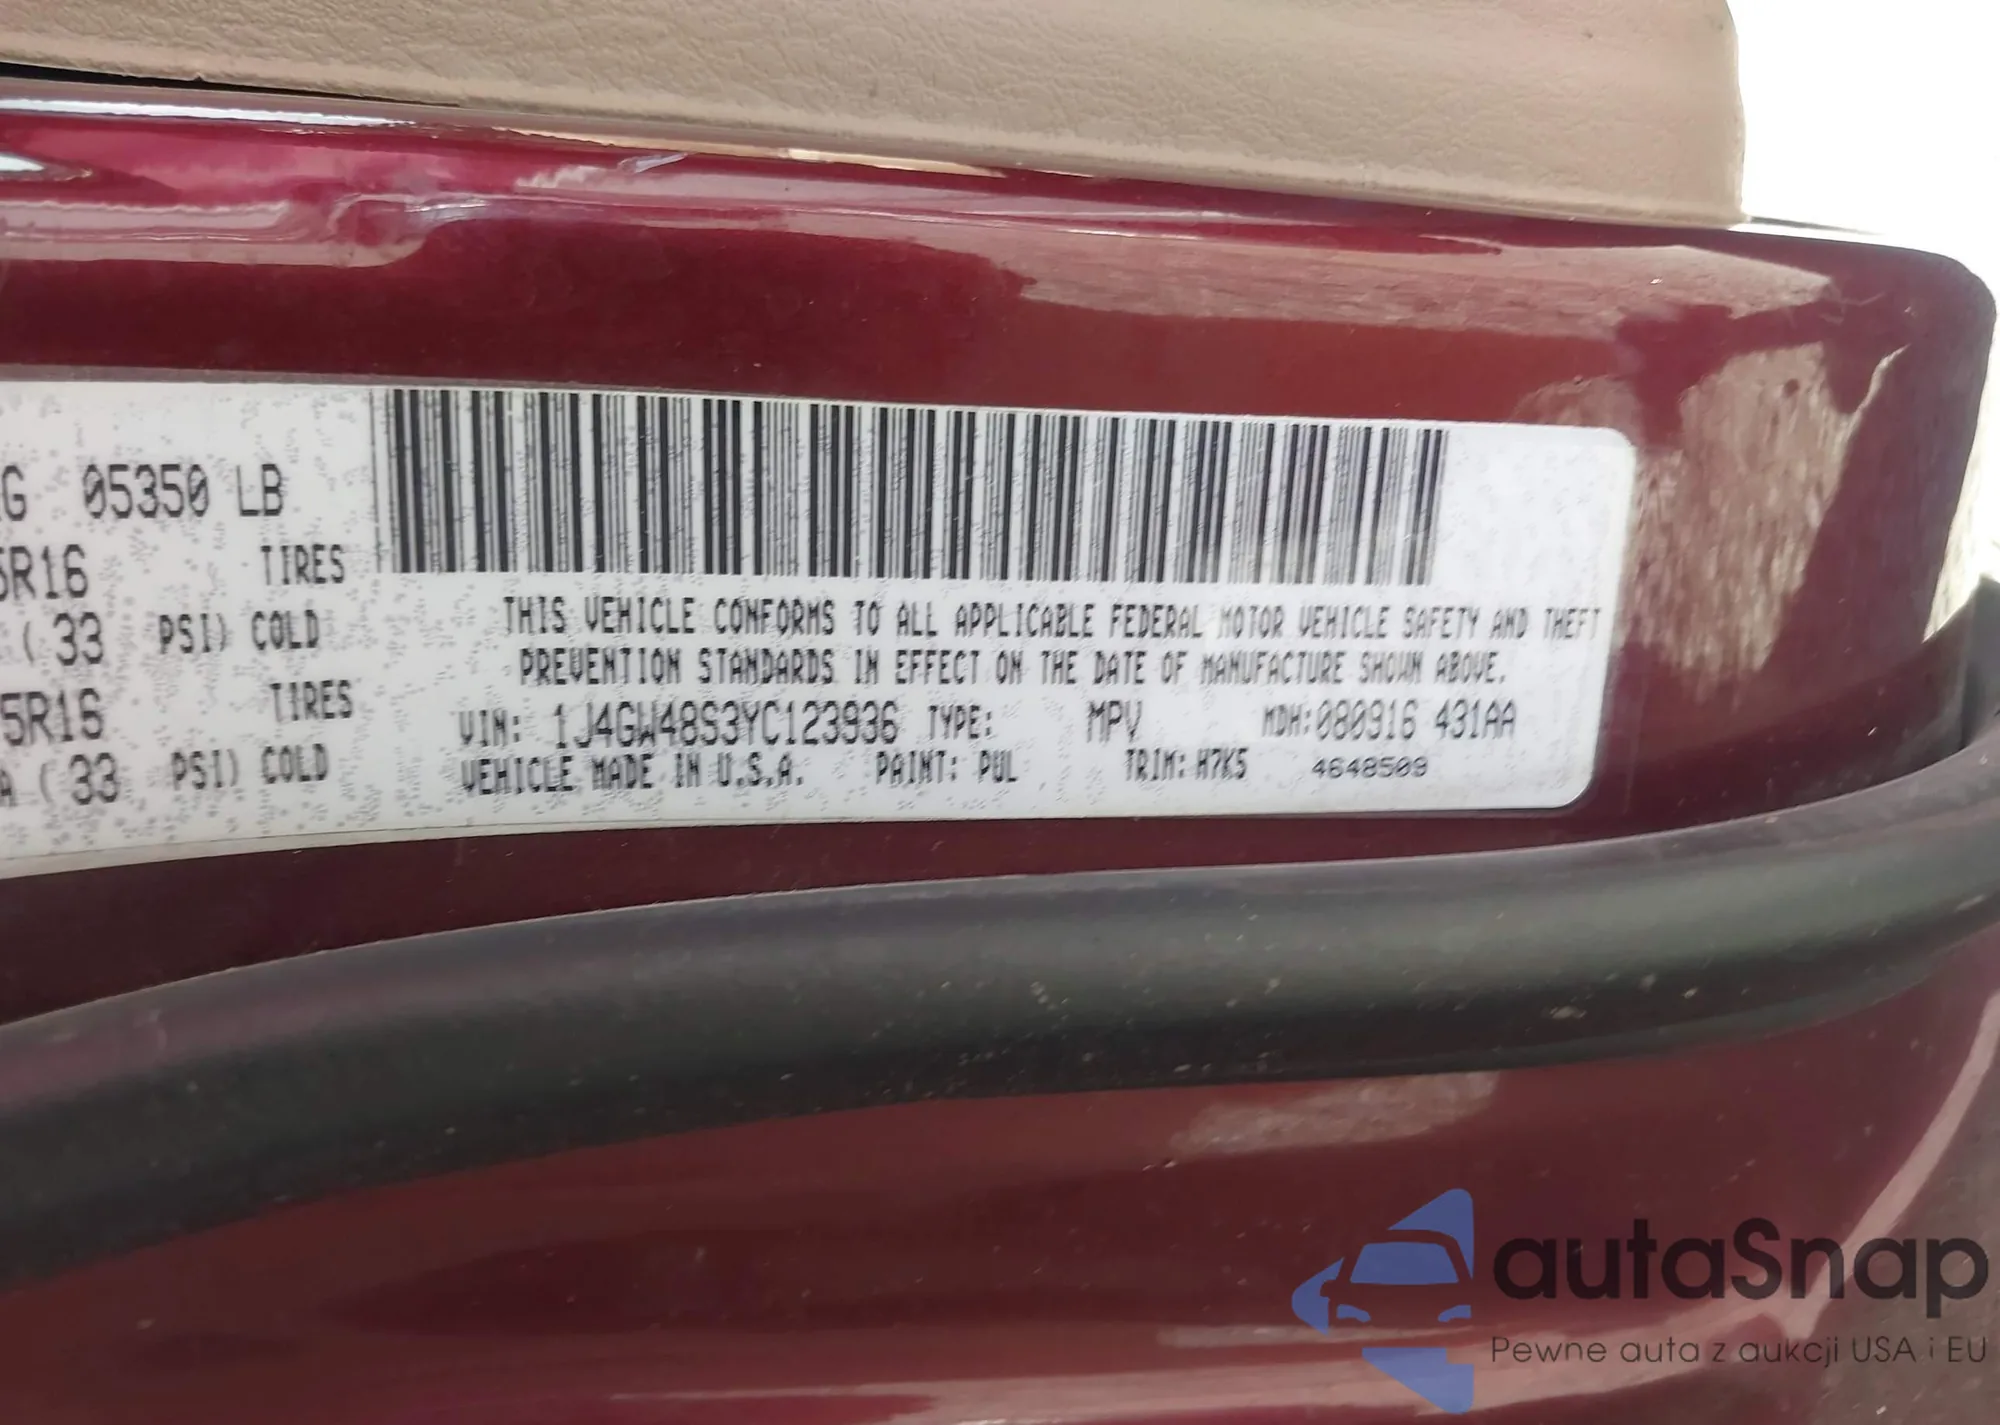 G 05350 LB
5R16 TIRES
( 33 PSI) COLD
5R16 TIRES
A ( 33 PSI) COLD
THIS VEHICLE CONFORMS TO ALL APPLICABLE FEDERAL MOTOR VEHICLE SAFETY AND THEFT
PREVENTION STANDARDS IN EFFECT ON THE DATE OF MANUFACTURE SHOWN ABOVE.
VIN: 1J4GW48S3YC123936 TYPE: MPV MDH:080916 431AA
VEHICLE MADE IN U.S.A. PAINT: PUL TRIM: H7K5 4648509
autaSnap
Pewne auta z aukcji USA i EU